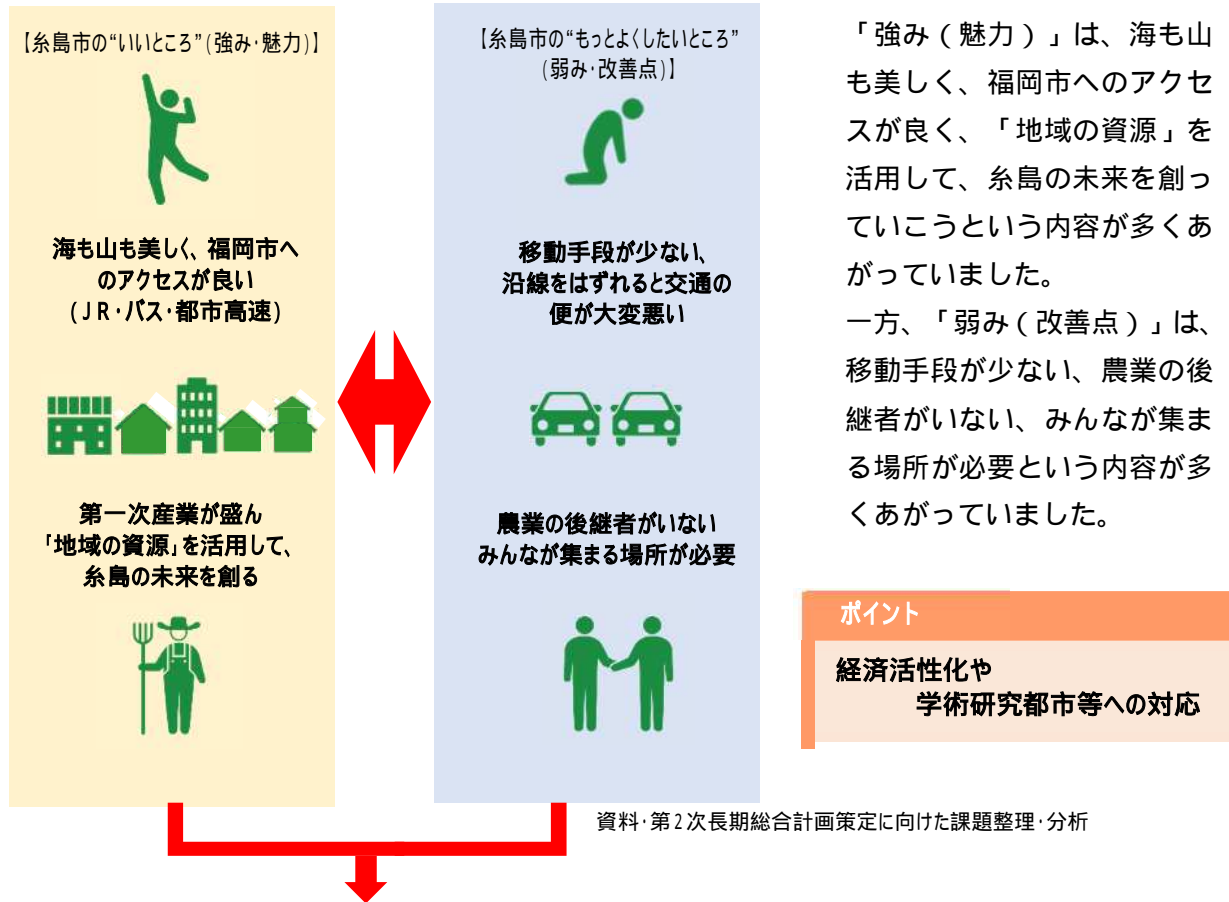 【糸島市の“いいところ”(強み・魅力)】
海も山も美しく、福岡市へ
のアクセスが良い
(JR・バス・都市高速)
第一次産業が盛ん
「地域の資源」を活用して、
糸島の未来を創る
【糸島市の“もっとよくしたいところ”
(弱み・改善点)】
移動手段が少ない、
沿線をはずれると交通の
便が大変悪い
農業の後継者がいない
みんなが集まる場所が必要
「強み(魅力)」は、海も山
も美しく、福岡市へのアクセ
スが良く、「地域の資源」を
活用して、糸島の未来を創っ
ていこうという内容が多くあ
がっていました。
一方、「弱み(改善点)」は、
移動手段が少ない、農業の後
継者がいない、みんなが集ま
る場所が必要という内容が多
くあがっていました。
ポイント
経済活性化や
学術研究都市等への対応
資料・第2次長期総合計画策定に向けた課題整理・分析